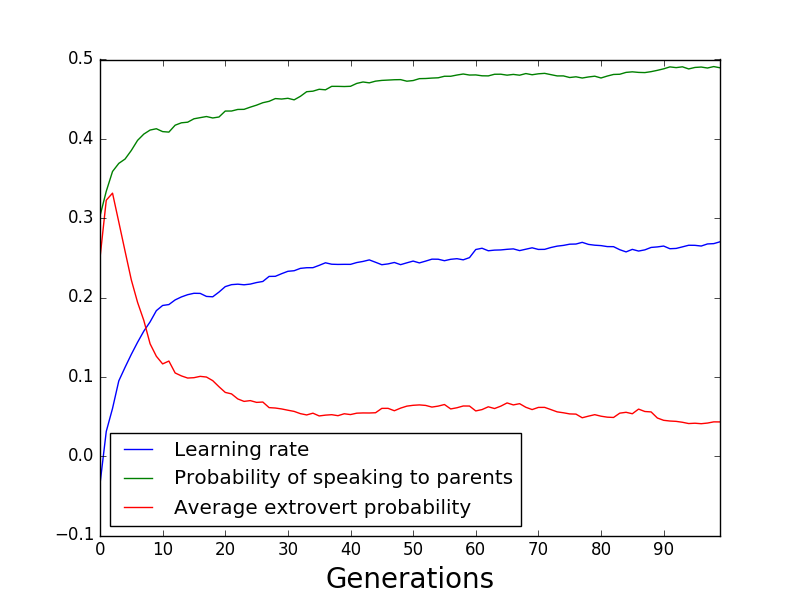 0.5
0.4
0.3
0.2
0.1
0.0
−0.1
Learning rate
Probability of speaking to parents
Average extrovert probability
0 10 20 30 40 50 60 70 80 90
Generations